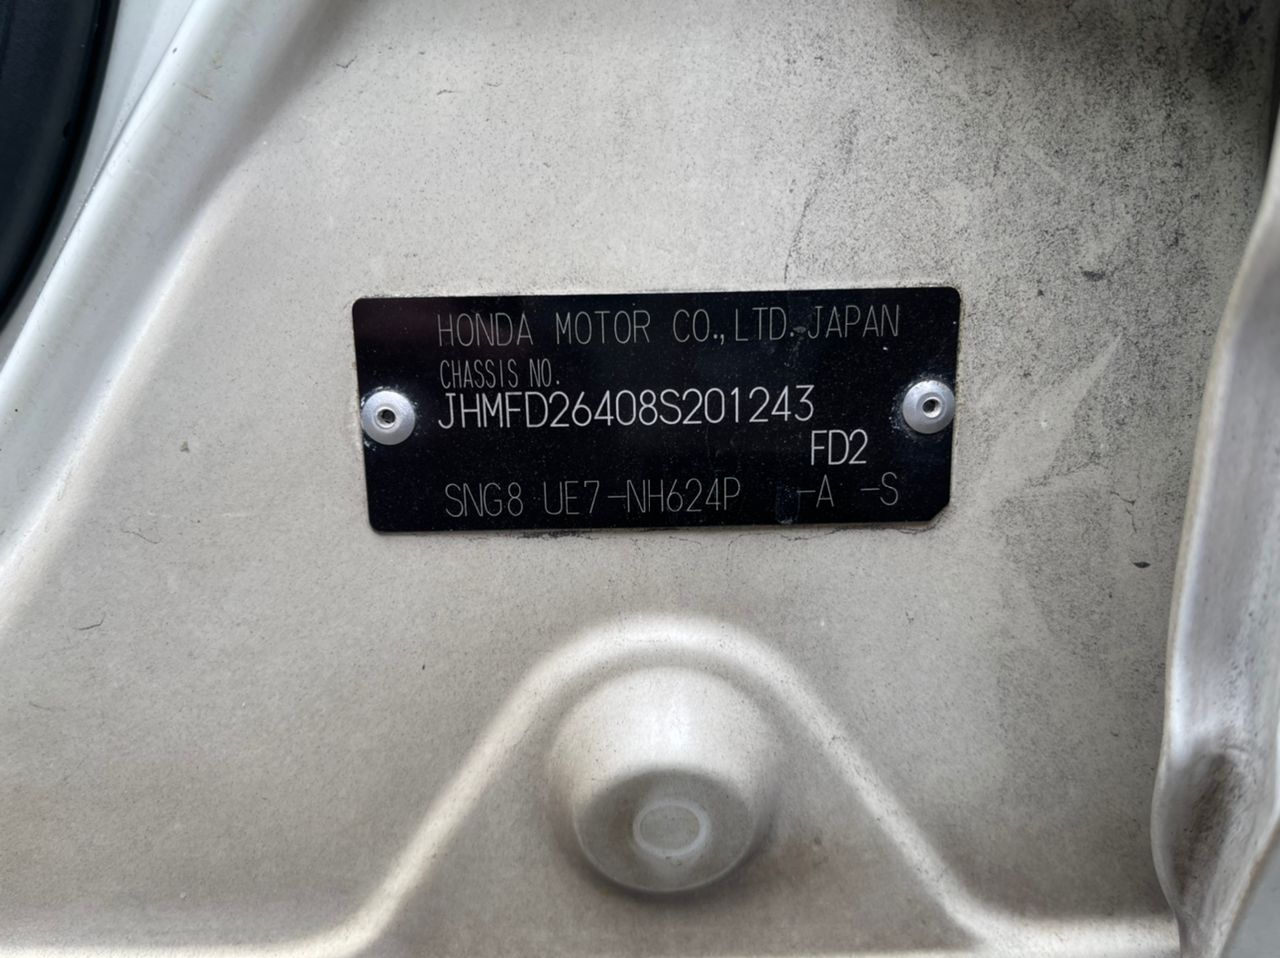 HONDA MOTOR CO.,LTD. JAPAN
CHASSIS NO.
JHMFD26408S201243
FD2
SNG8 UE7-NH624P -A -S